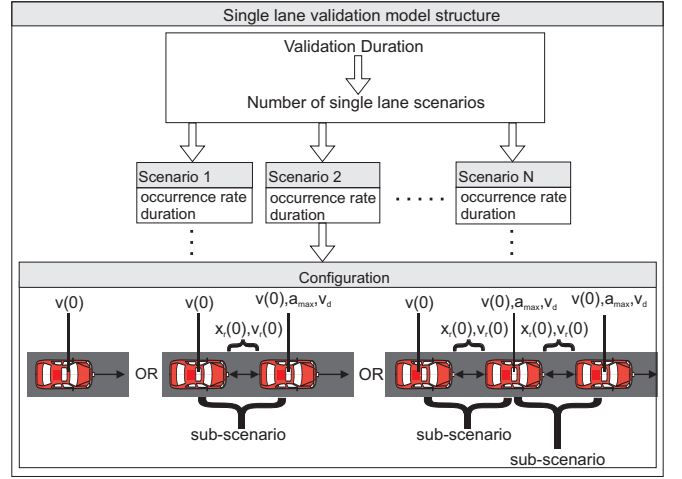 Single lane validation model structure
Validation Duration
Number of single lane scenarios
Scenario 1
occurrence rate
duration
Scenario 2
occurrence rate
duration
Scenario N
occurrence rate
duration
Configuration
v(0)
v(0)
v(0),a_max,v_d
x_r(0),v_r(0)
v(0)
v(0),a_max,v_d
v(0),a_max,v_d
x_r(0),v_r(0)
x_r(0),v_r(0)
OR
OR
sub-scenario
sub-scenario
sub-scenario